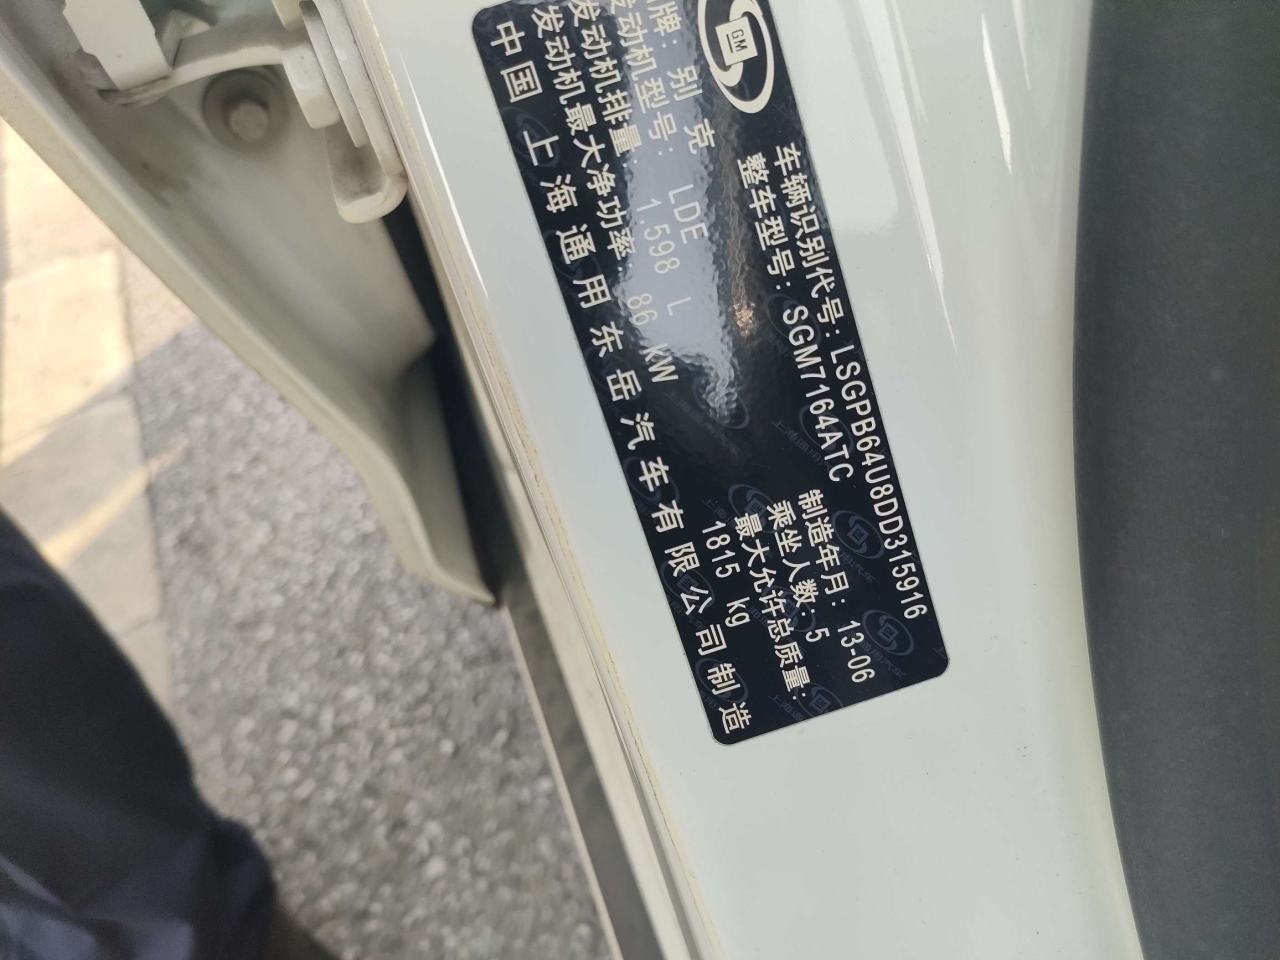 GM
车辆识别代号: LSGPB64U8DD315916
整车型号: SGM7164ATC 制造年月: 13-06
品牌: 别克 乘坐人数: 5
发动机型号: LDE 最大允许总质量:
发动机排量: 1.598 L 1815 kg
发动机最大净功率: 86 KW
中国 上海通用东岳汽车有限公司制造